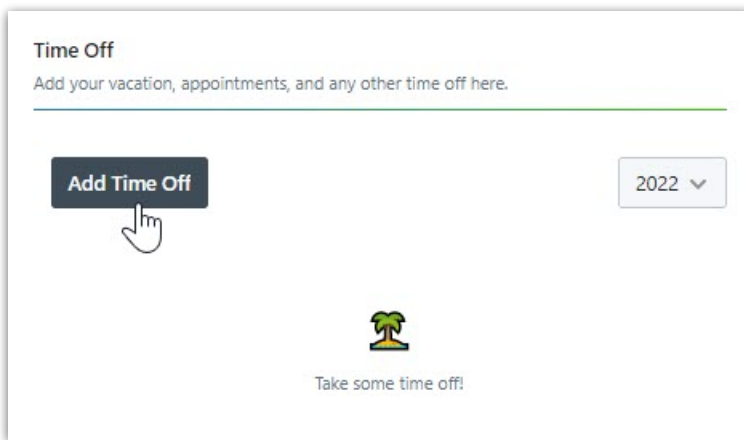 Time Off
Add your vacation, appointments, and any other time off here.
Add Time Off
2022
Take some time off!